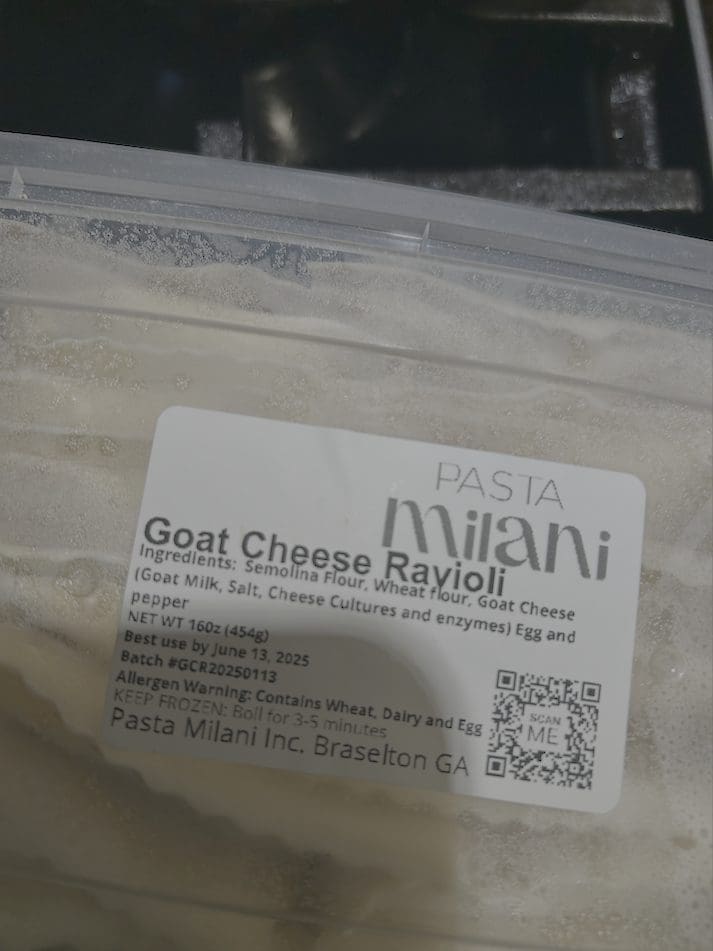 PASTA
milani
Goat Cheese Ravioli
Ingredients: Semolina Flour, Wheat flour, Goat Cheese
(Goat Milk, Salt, Cheese Cultures and enzymes) Egg and
pepper
NET WT 16oz (454g)
Best use by June 13, 2025
Batch #GCR20250113
Allergen Warning: Contains Wheat, Dairy and Egg
KEEP FROZEN: Boil for 3-5 minutes
Pasta Milani Inc. Braselton GA
SCAN
ME